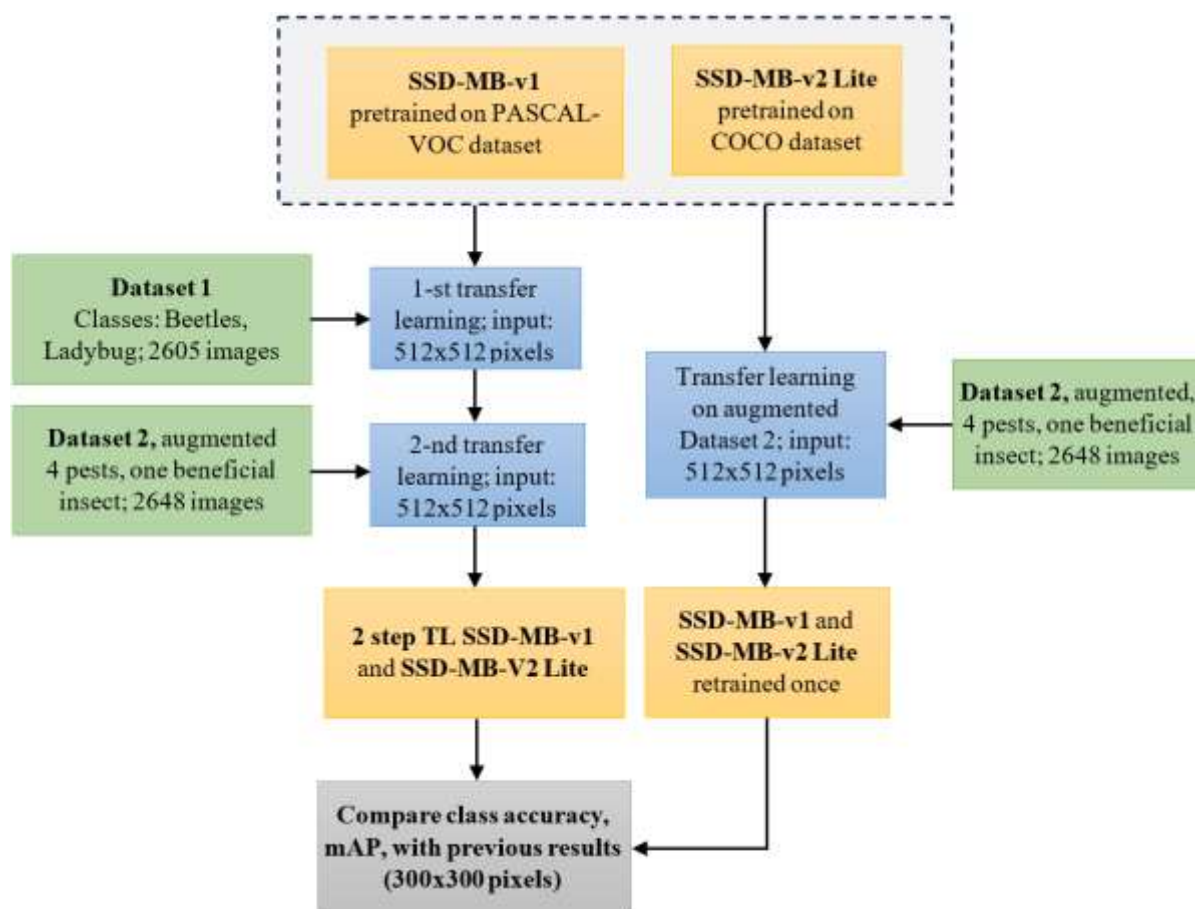 SSD-MB-v1
pretrained on PASCAL-
VOC dataset
SSD-MB-v2 Lite
pretrained on
COCO dataset
Dataset 1
Classes: Beetles,
Ladybug; 2605 images
1-st transfer
learning; input:
512x512 pixels
Dataset 2, augmented
4 pests, one beneficial
insect; 2648 images
2-nd transfer
learning; input:
512x512 pixels
Transfer learning
on augmented
Dataset 2; input:
512x512 pixels
Dataset 2, augmented,
4 pests, one beneficial
insect; 2648 images
2 step TL SSD-MB-v1
and SSD-MB-V2 Lite
SSD-MB-v1 and
SSD-MB-v2 Lite
retrained once
Compare class accuracy,
mAP, with previous results
(300x300 pixels)